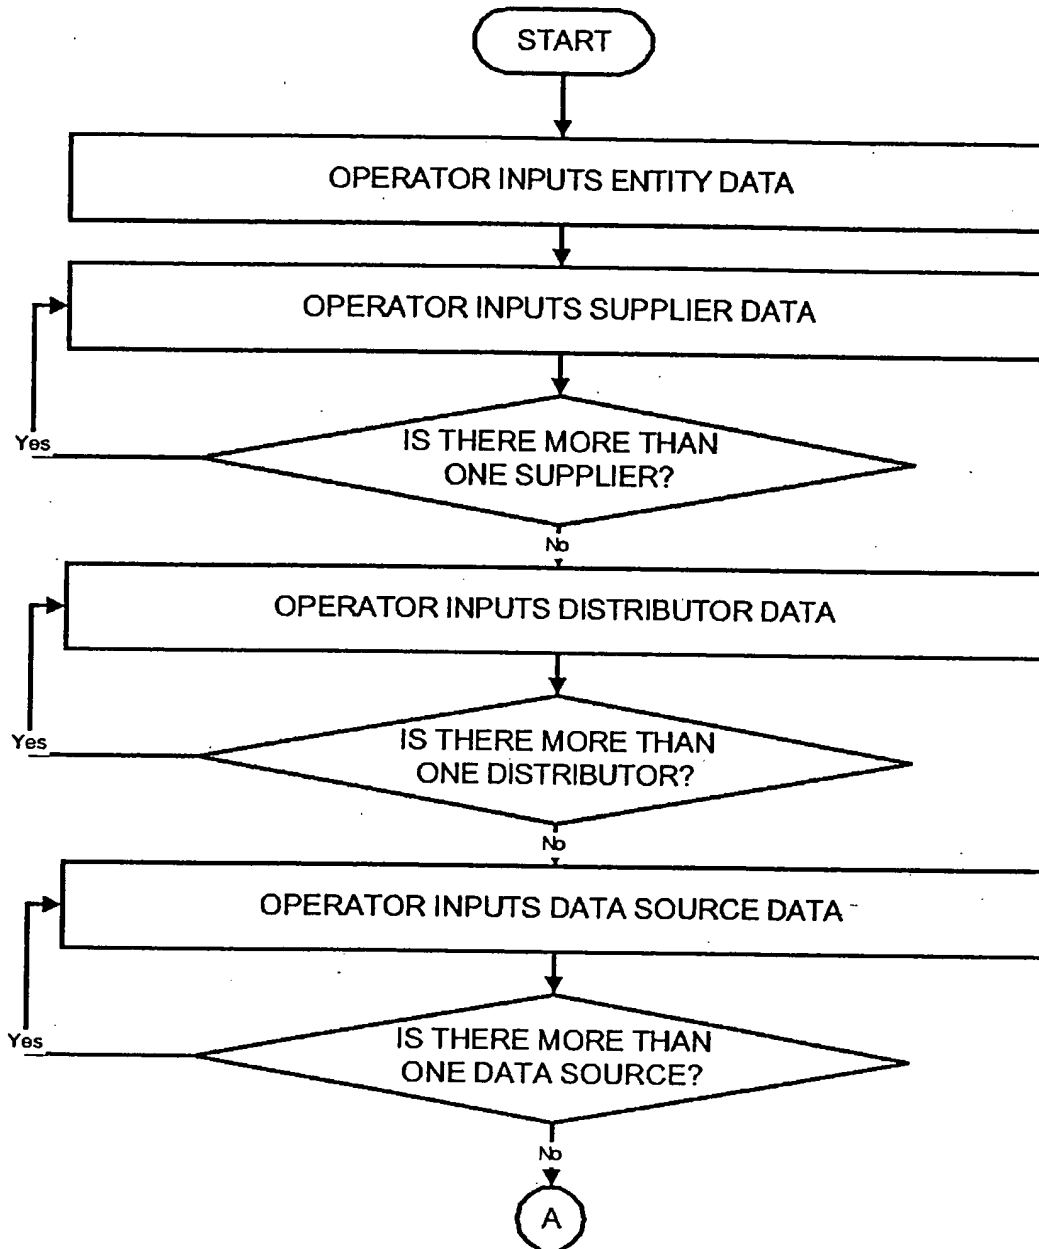 START
OPERATOR INPUTS ENTITY DATA
OPERATOR INPUTS SUPPLIER DATA
IS THERE MORE THAN
ONE SUPPLIER?
Yes
No
OPERATOR INPUTS DISTRIBUTOR DATA
IS THERE MORE THAN
ONE DISTRIBUTOR?
Yes
No
OPERATOR INPUTS DATA SOURCE DATA
IS THERE MORE THAN
ONE DATA SOURCE?
Yes
No
A